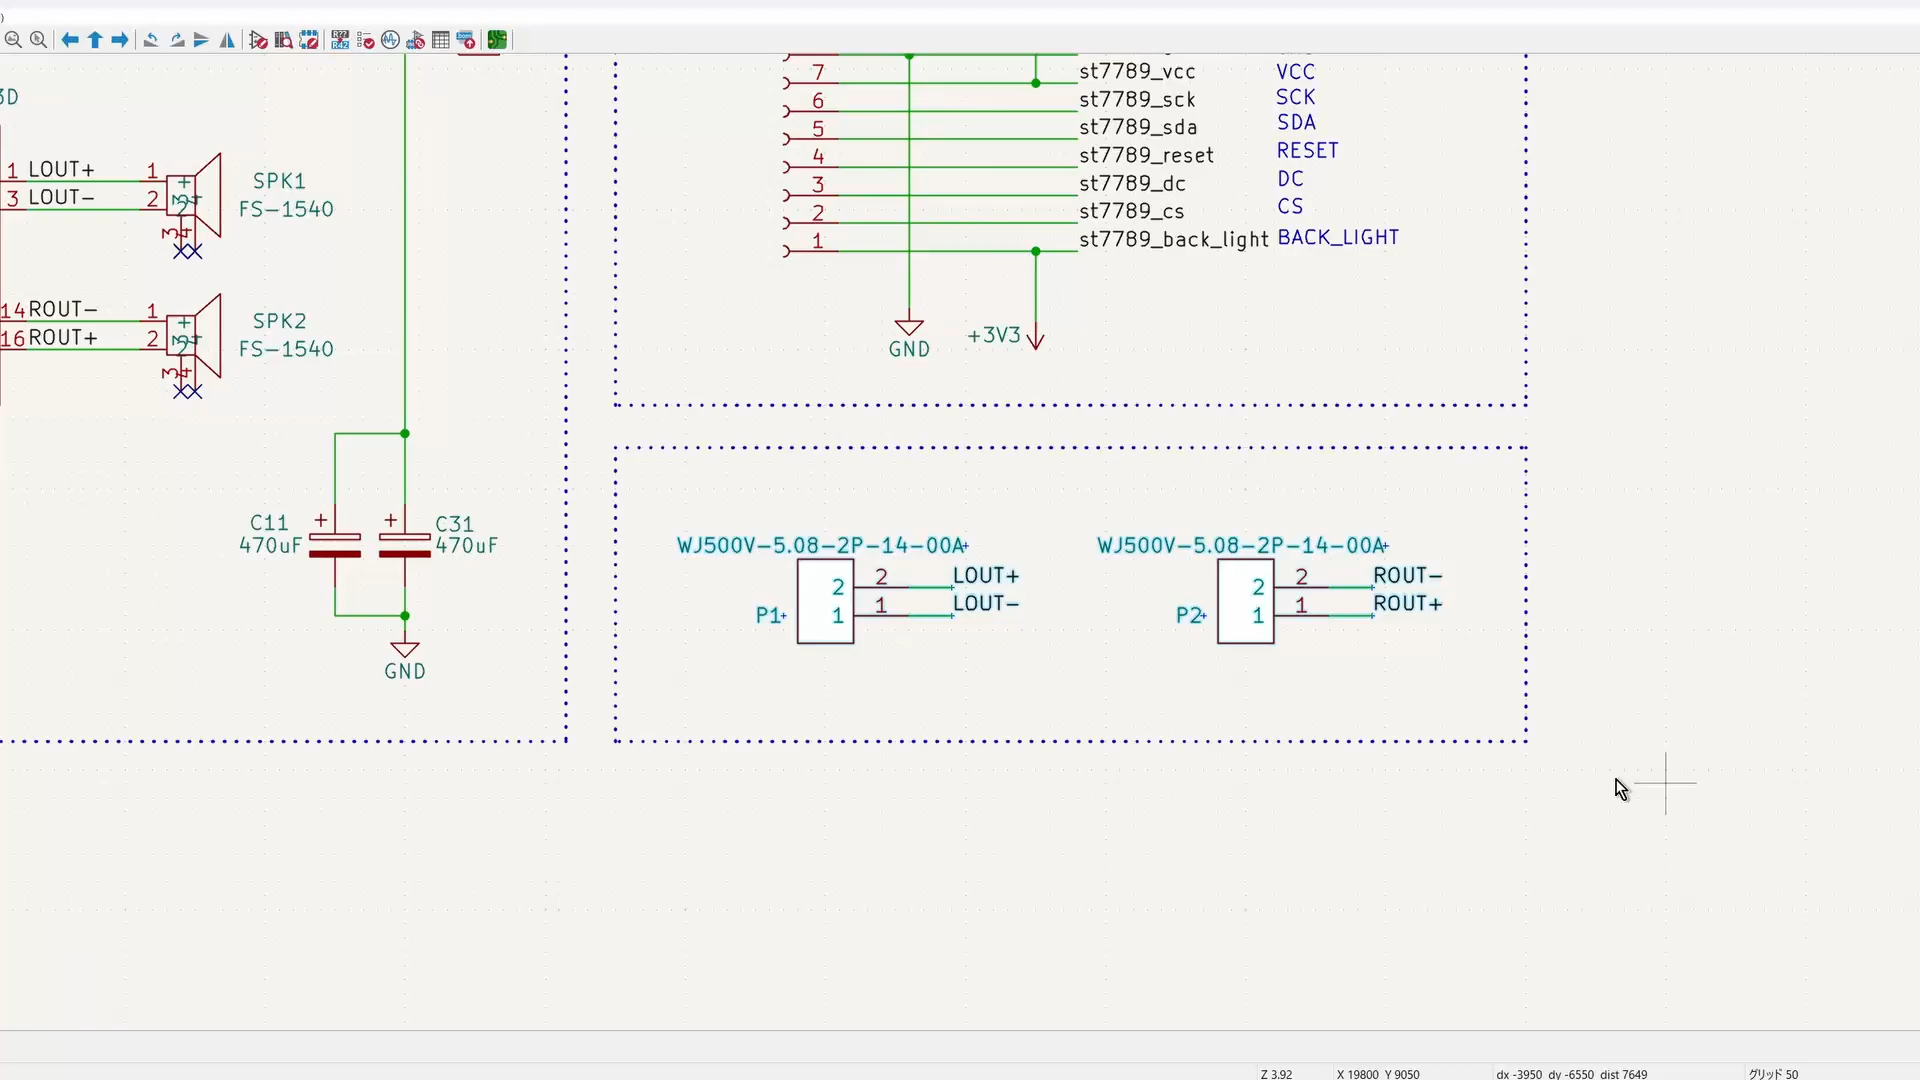 )
3D
1 LOUT+ 1
3 LOUT- 2
SPK1
FS-1540
3 4
14 ROUT- 1
16 ROUT+ 2
SPK2
FS-1540
3 4
C11
470uF
+
+
C31
470uF
GND
7 st7789_vcc VCC
6 st7789_sck SCK
5 st7789_sda SDA
4 st7789_reset RESET
3 st7789_dc DC
2 st7789_cs CS
1 st7789_back_light BACK_LIGHT
GND
+3V3
WJ500V-5.08-2P-14-00A
2 2 LOUT+
P1 1 1 LOUT-
WJ500V-5.08-2P-14-00A
2 2 ROUT-
P2 1 1 ROUT+
Z 3.92 X 19800 Y 9050 dx -3950 dy -6550 dist 7649 グリッド 50